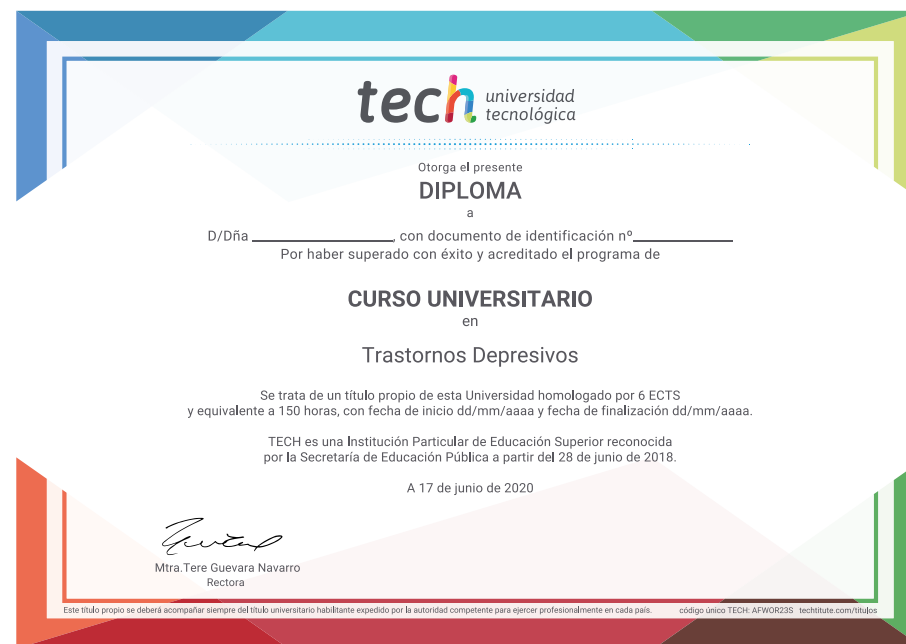 tech universidad
tecnológica
Otorga el presente
DIPLOMA
a
D/Dña ____________, con documento de identificación nº____________
Por haber superado con éxito y acreditado el programa de
CURSO UNIVERSITARIO
en
Trastornos Depresivos
Se trata de un título propio de esta Universidad homologado por 6 ECTS
y equivalente a 150 horas, con fecha de inicio dd/mm/aaaa y fecha de finalización dd/mm/aaaa.
TECH es una Institución Particular de Educación Superior reconocida
por la Secretaría de Educación Pública a partir del 28 de junio de 2018.
A 17 de junio de 2020
Mtra.Tere Guevara Navarro
Rectora
Este título propio se deberá acompañar siempre del título universitario habilitante expedido por la autoridad competente para ejercer profesionalmente en cada país. código único TECH: AFWOR23S techtitute.com/titulos